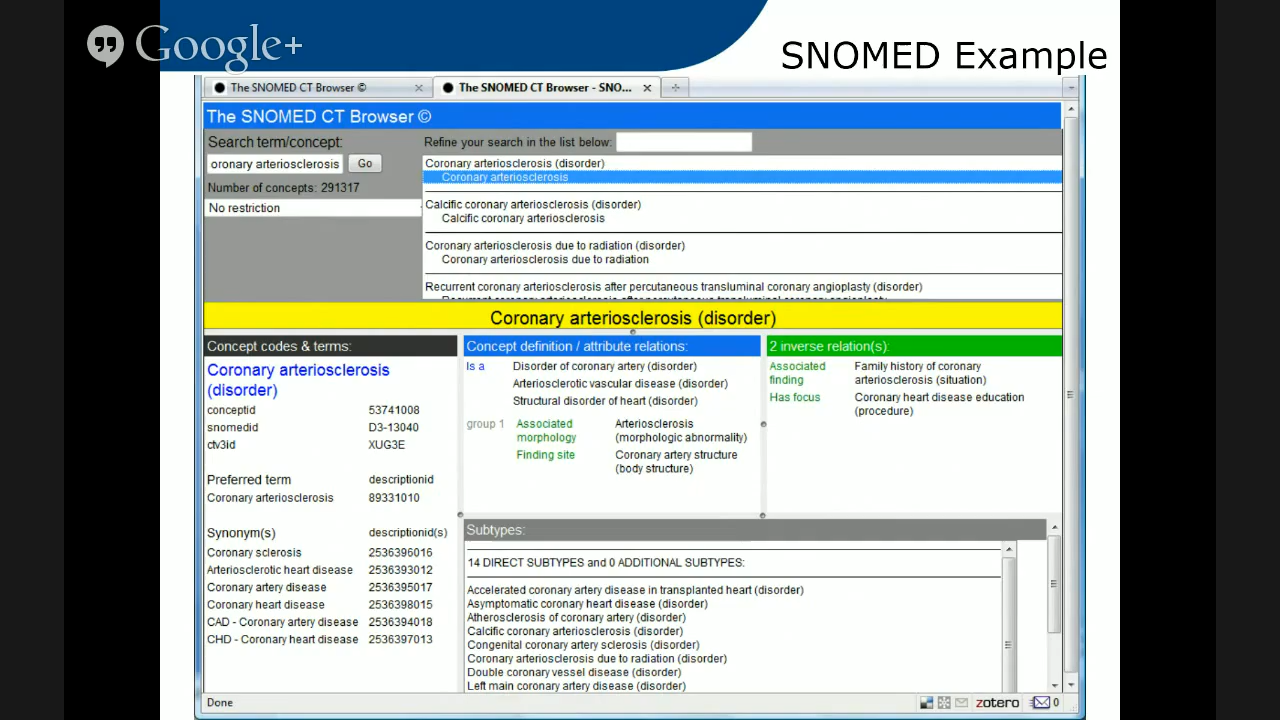 Google+
SNOMED Example
The SNOMED CT Browser ©
The SNOMED CT Browser - SNO...
The SNOMED CT Browser ©
Search term/concept:
oronary arteriosclerosis Go
Number of concepts: 291317
No restriction
Refine your search in the list below:
Coronary arteriosclerosis (disorder)
Coronary arteriosclerosis
Calcific coronary arteriosclerosis (disorder)
Calcific coronary arteriosclerosis
Coronary arteriosclerosis due to radiation (disorder)
Coronary arteriosclerosis due to radiation
Recurrent coronary arteriosclerosis after percutaneous transluminal coronary angioplasty (disorder)
Recurrent coronary arteriosclerosis after percutaneous transluminal coronary angioplasty
Coronary arteriosclerosis (disorder)
Concept codes & terms:
Coronary arteriosclerosis
(disorder)
conceptid 53741008
snomedid D3-13040
ctv3id XUG3E
Preferred term descriptionid
Coronary arteriosclerosis 89331010
Synonym(s) descriptionid(s)
Coronary sclerosis 2536396016
Arteriosclerotic heart disease 2536393012
Coronary artery disease 2536395017
Coronary heart disease 2536398015
CAD - Coronary artery disease 2536394018
CHD - Coronary heart disease 2536397013
Concept definition / attribute relations:
Is a Disorder of coronary artery (disorder)
Arteriosclerotic vascular disease (disorder)
Structural disorder of heart (disorder)
group 1 Associated Arteriosclerosis
morphology (morphologic abnormality)
Finding site Coronary artery structure
(body structure)
2 inverse relation(s):
Associated Family history of coronary
finding arteriosclerosis (situation)
Has focus Coronary heart disease education
(procedure)
Subtypes:
14 DIRECT SUBTYPES and 0 ADDITIONAL SUBTYPES:
Accelerated coronary artery disease in transplanted heart (disorder)
Asymptomatic coronary heart disease (disorder)
Atherosclerosis of coronary artery (disorder)
Calcific coronary arteriosclerosis (disorder)
Congenital coronary artery sclerosis (disorder)
Coronary arteriosclerosis due to radiation (disorder)
Double coronary vessel disease (disorder)
Left main coronary artery disease (disorder)
Done
zotero 0